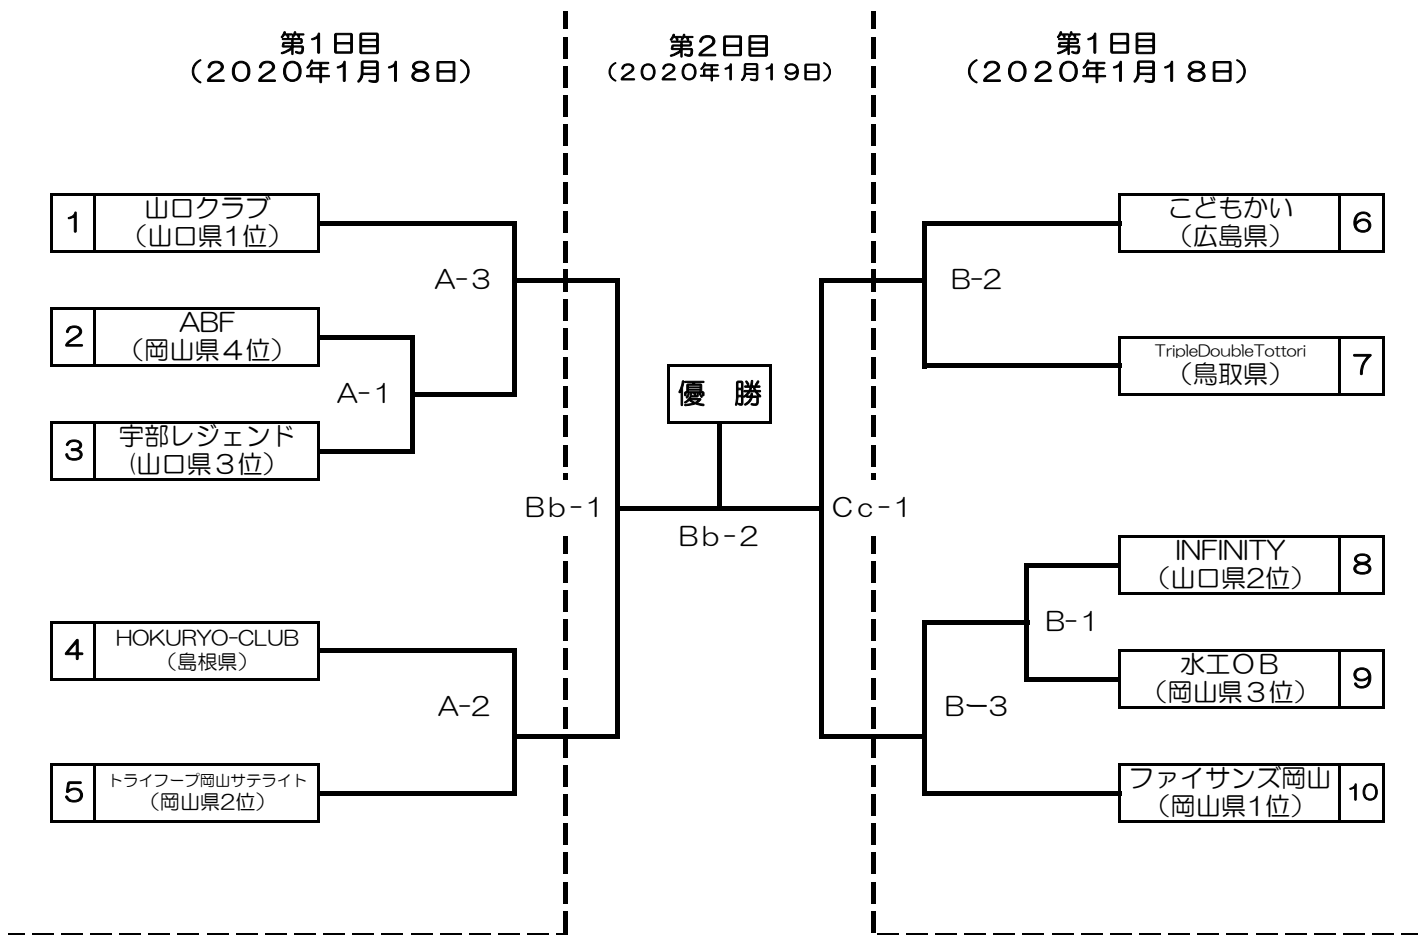 第１日目
（２０２０年１月１８日）
第２日目
（２０２０年１月１９日）
第１日目
（２０２０年１月１８日）
1
山口クラブ
（山口県1位）
A-3
2
ABF
（岡山県４位）
A-1
3
宇部レジェンド
(山口県３位）
4
HOKURYO-CLUB
（島根県）
A-2
5
トライフープ岡山サテライト
（岡山県2位）
Bｂ-1
優　勝
Bｂ-2
Cｃ-1
こどもかい
（広島県）
6
B-2
TripleDoubleTottori
（鳥取県）
7
INFINITY
（山口県2位）
8
B-1
水工ＯＢ
（岡山県３位）
9
Bー3
ファイサンズ岡山
（岡山県1位）
10